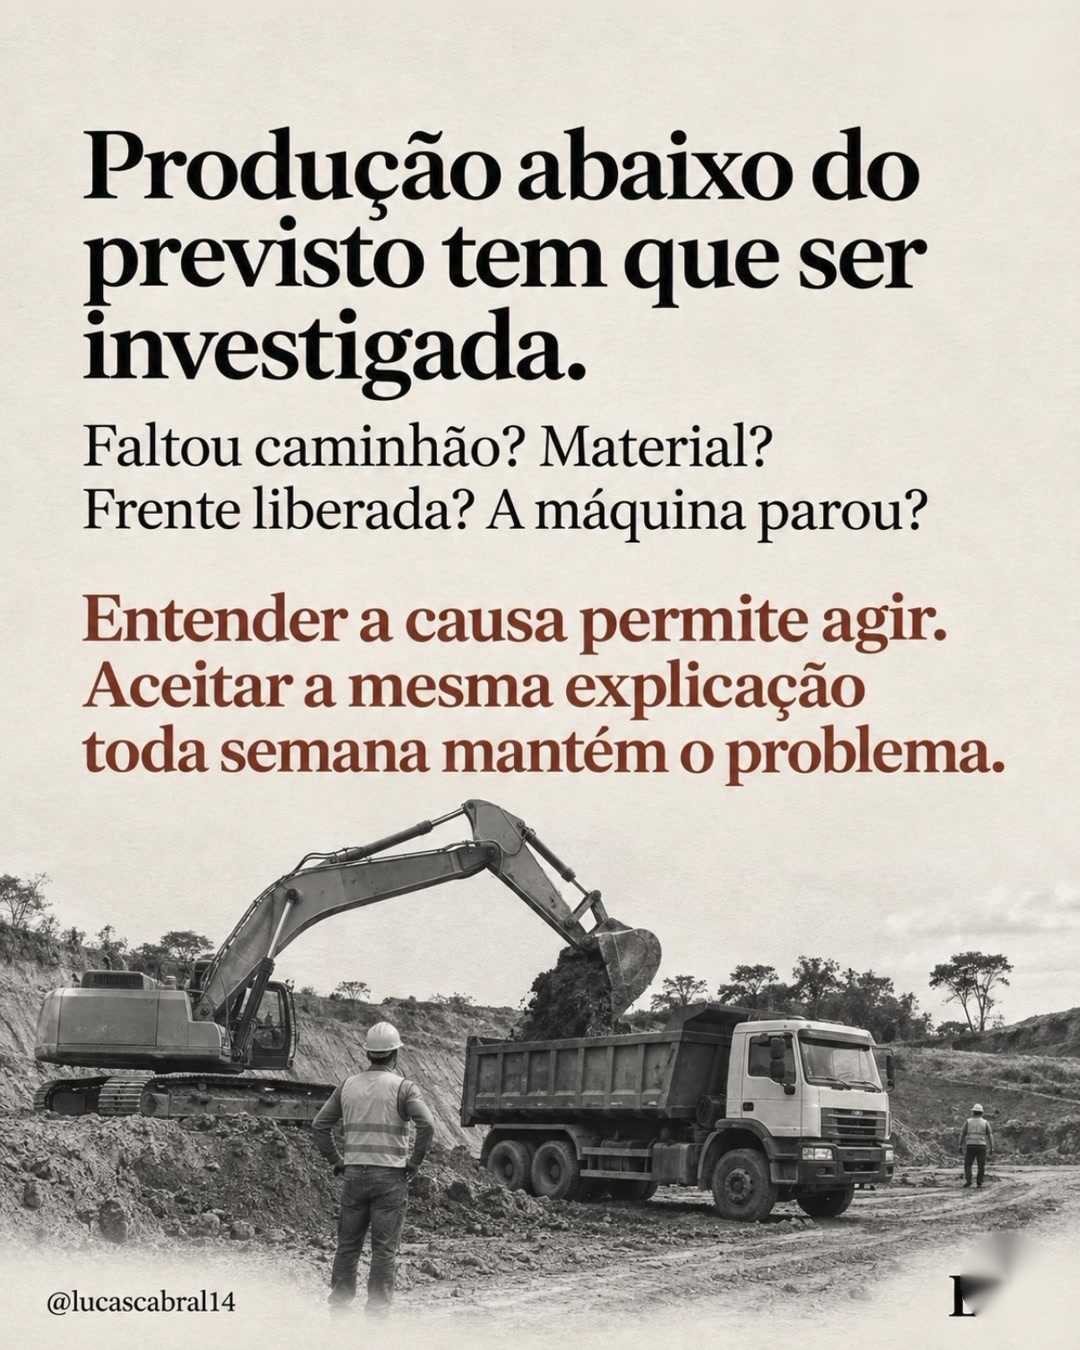 Produção abaixo do
previsto tem que ser
investigada.
Faltou caminhão? Material?
Frente liberada? A máquina parou?
Entender a causa permite agir.
Aceitar a mesma explicação
toda semana mantém o problema.
@lucascabral14